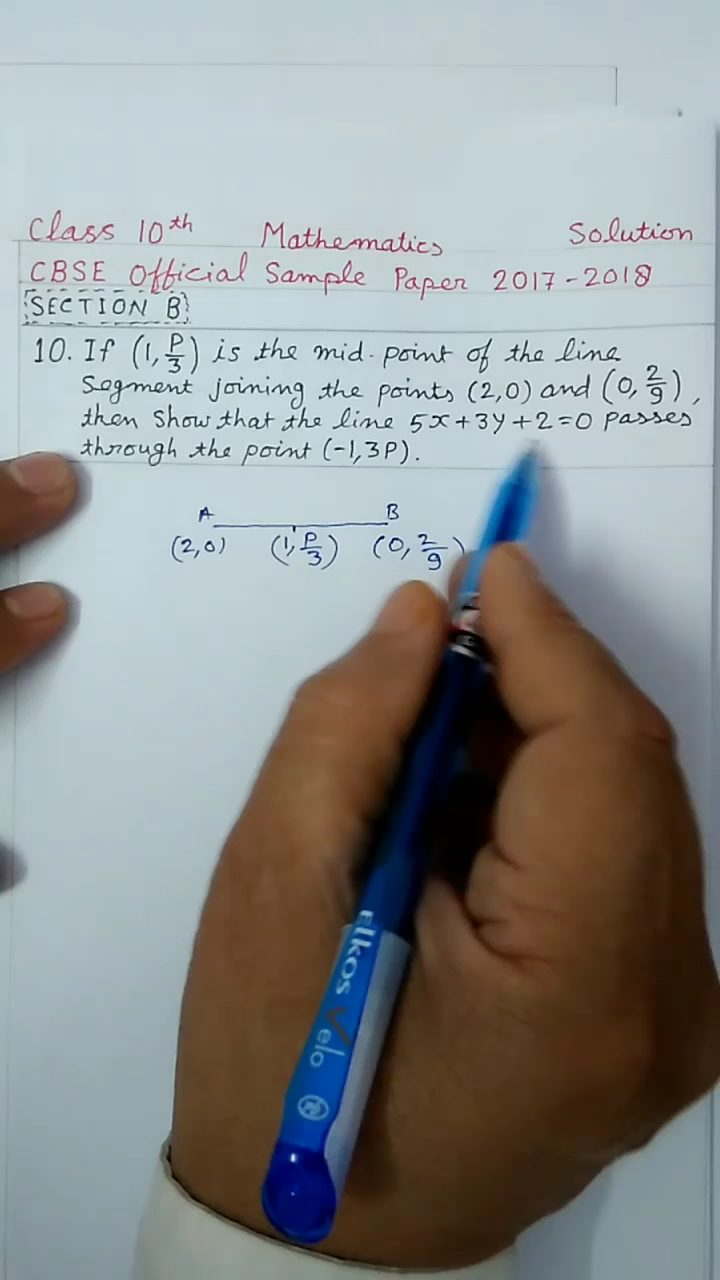 Class 10th Mathematics Solution
CBSE Official Sample Paper 2017-2018
SECTION B
10. If (1, P/3) is the mid-point of the line
Segment joining the points (2,0) and (0, 2/9),
then show that the line 5x+3y+2=0 passes
through the point (-1, 3P).
A B
(2,0) (1, P/3) (0, 2/9)
elkos Velo